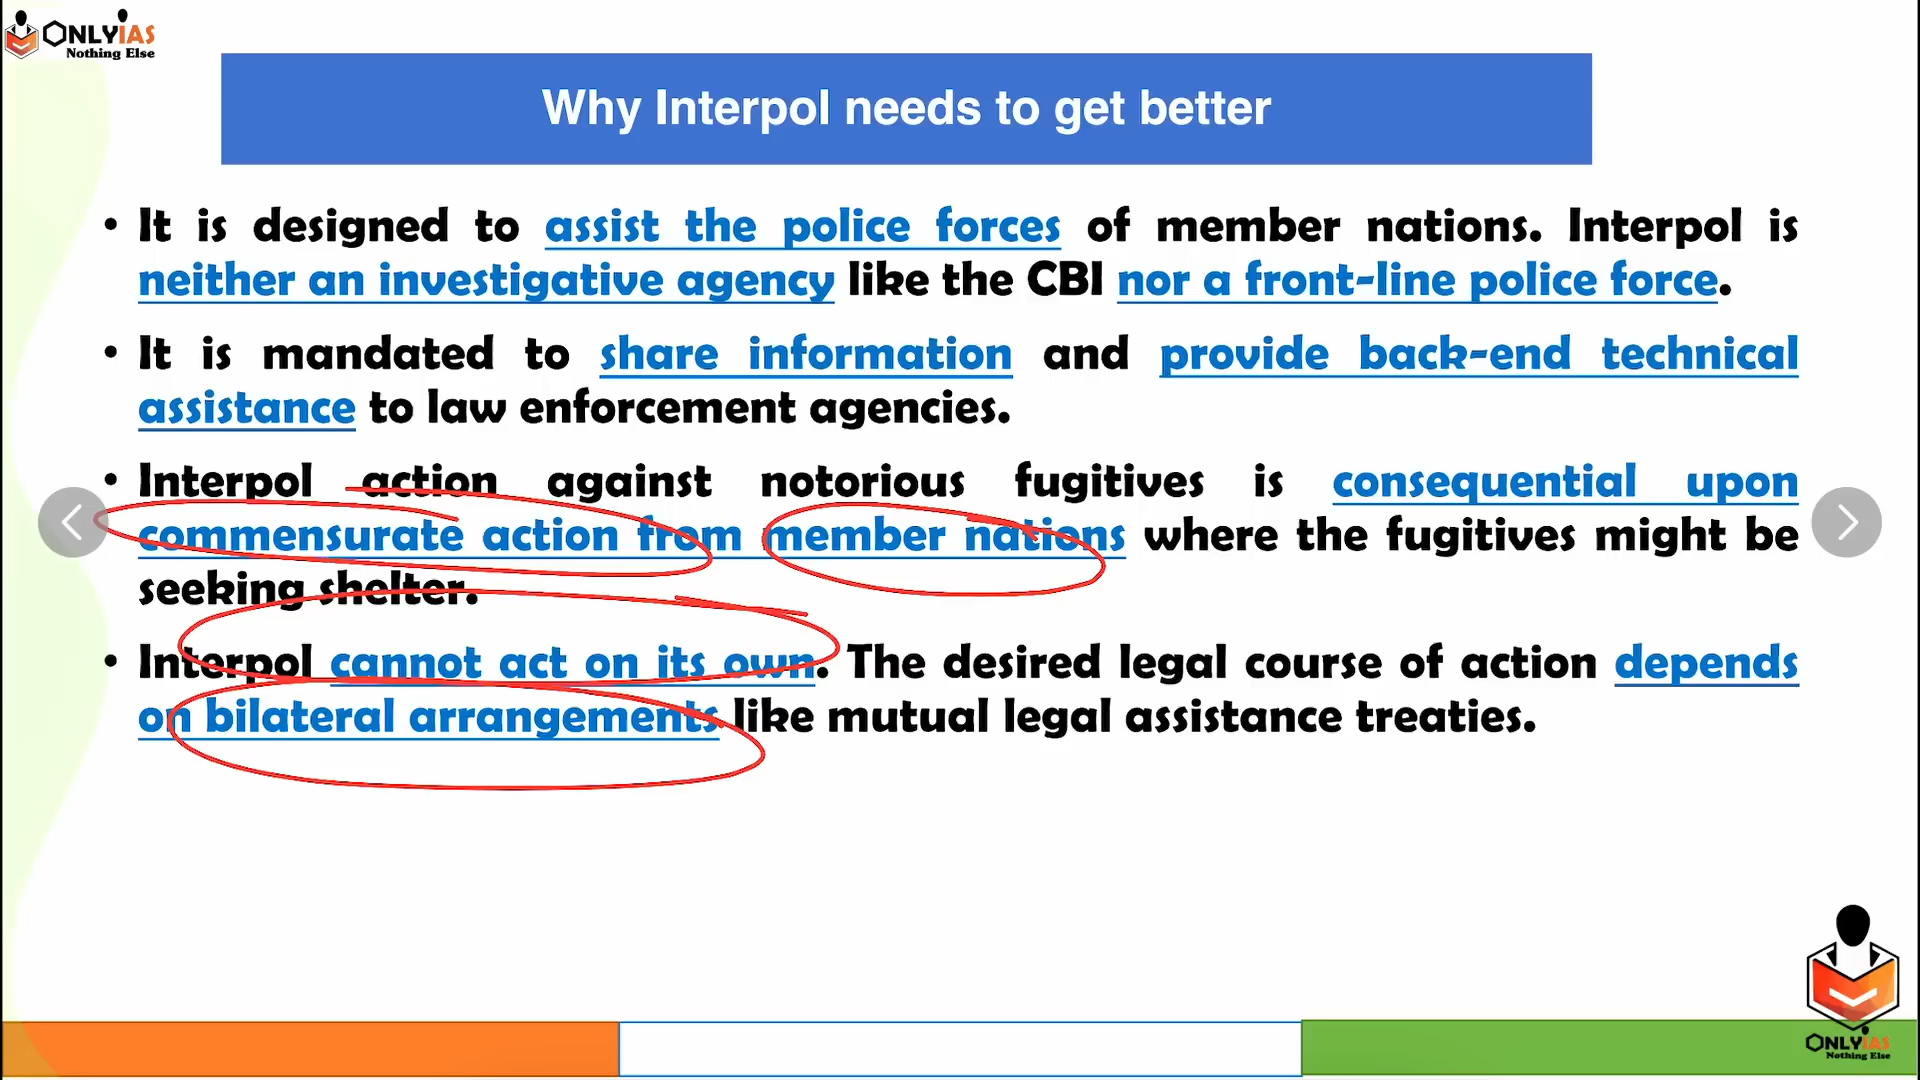 ONLYIAS
Nothing Else
Why Interpol needs to get better
• It is designed to assist the police forces of member nations. Interpol is
neither an investigative agency like the CBI nor a front-line police force.
• It is mandated to share information and provide back-end technical
assistance to law enforcement agencies.
• Interpol action against notorious fugitives is consequential upon
commensurate action from member nations where the fugitives might be
seeking shelter.
• Interpol cannot act on its own. The desired legal course of action depends
on bilateral arrangements like mutual legal assistance treaties.
ONLYIAS
Nothing Else